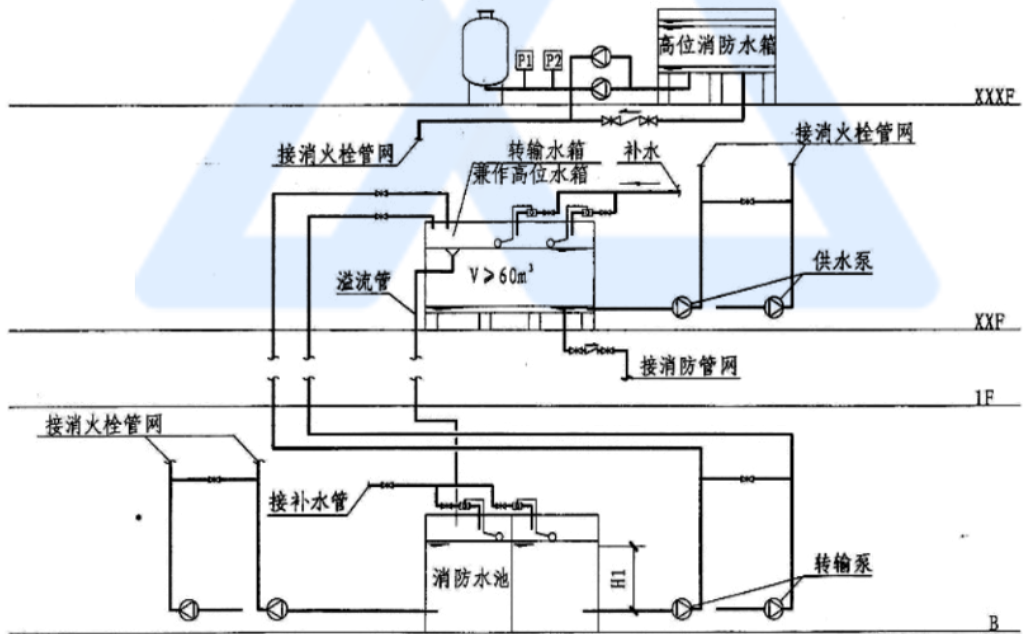 P1
P2
高位消防水箱
XXXF
接消火栓管网
转输水箱
兼作高位水箱
补水
接消火栓管网
V≥60m³
溢流管
供水泵
XXF
接消防管网
1F
接消火栓管网
接补水管
消防水池
H1
转输泵
B